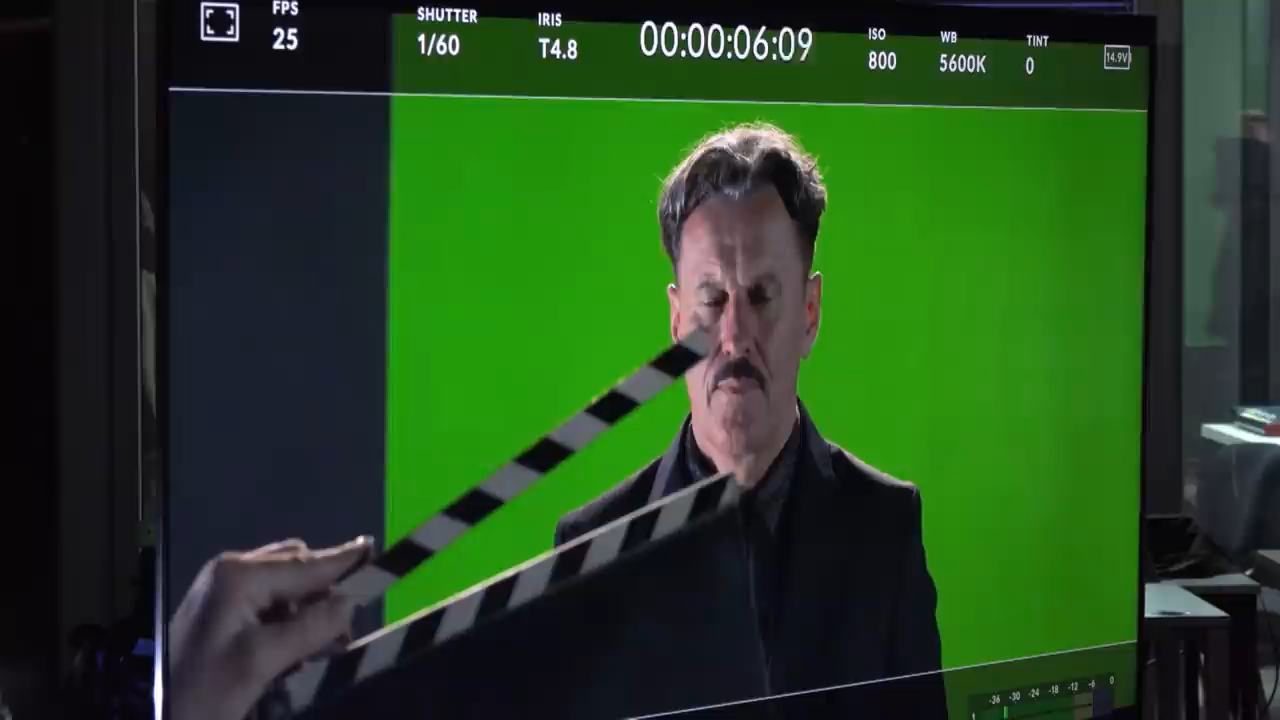 FPS
25
SHUTTER
1/60
IRIS
T4.8
00:00:06:09
ISO
800
WB
5600K
TINT
0
14.9V
-36 -30 -24 -18 -12 -6 0